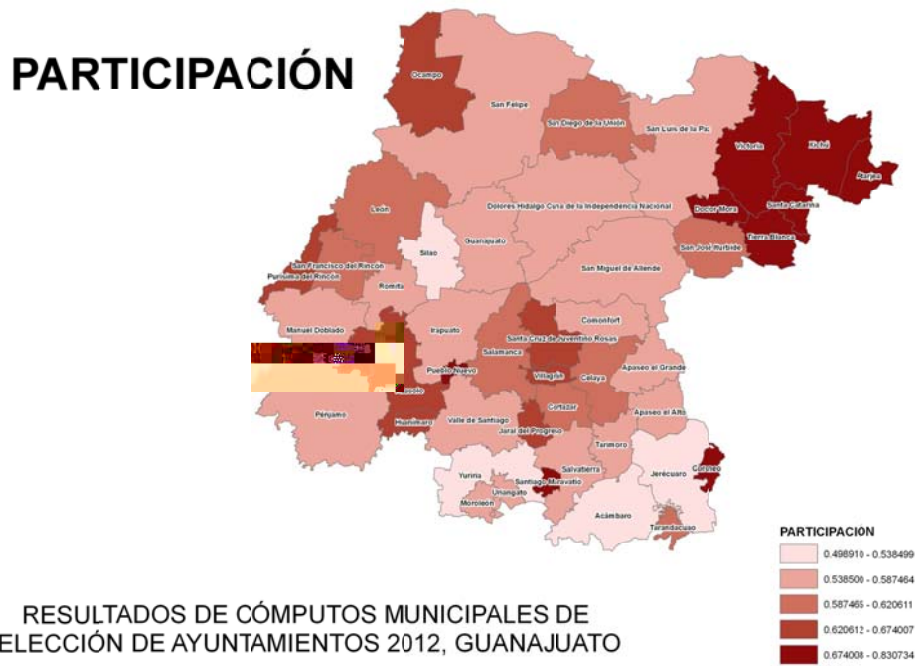 PARTICIPACIÓN
Ocampo
San Felipe
San Diego de la Unión
San Luis de la Paz
Victoria
Xichú
Atarjea
León
Dolores Hidalgo Cuna de la Independencia Nacional
Doctor Mora
Santa Catarina
Silao
Guanajuato
Tierra Blanca
San José Iturbide
San Francisco del Rincón
San Miguel de Allende
Purísima del Rincón
Romita
Manuel Doblado
Irapuato
Comonfort
Santa Cruz de Juventino Rosas
Salamanca
Apaseo el Grande
Pueblo Nuevo
Villagrán
Celaya
Cortazar
Pénjamo
Huanímaro
Valle de Santiago
Apaseo el Alto
Jaral del Progreso
Tarimoro
Yuriria
Salvatierra
Jerécuaro
Coroneo
Santiago Maravatío
Uriangato
Moroleón
Acámbaro
Tarandacuao
PARTICIPACION
0.498910 - 0.538499
0.538500 - 0.587464
0.587465 - 0.620611
0.620612 - 0.674007
0.674008 - 0.830734
RESULTADOS DE CÓMPUTOS MUNICIPALES DE
ELECCIÓN DE AYUNTAMIENTOS 2012, GUANAJUATO